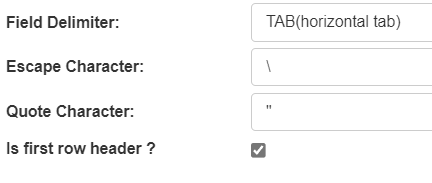 Field Delimiter: TAB(horizontal tab)
Escape Character: \
Quote Character: "
Is first row header ?